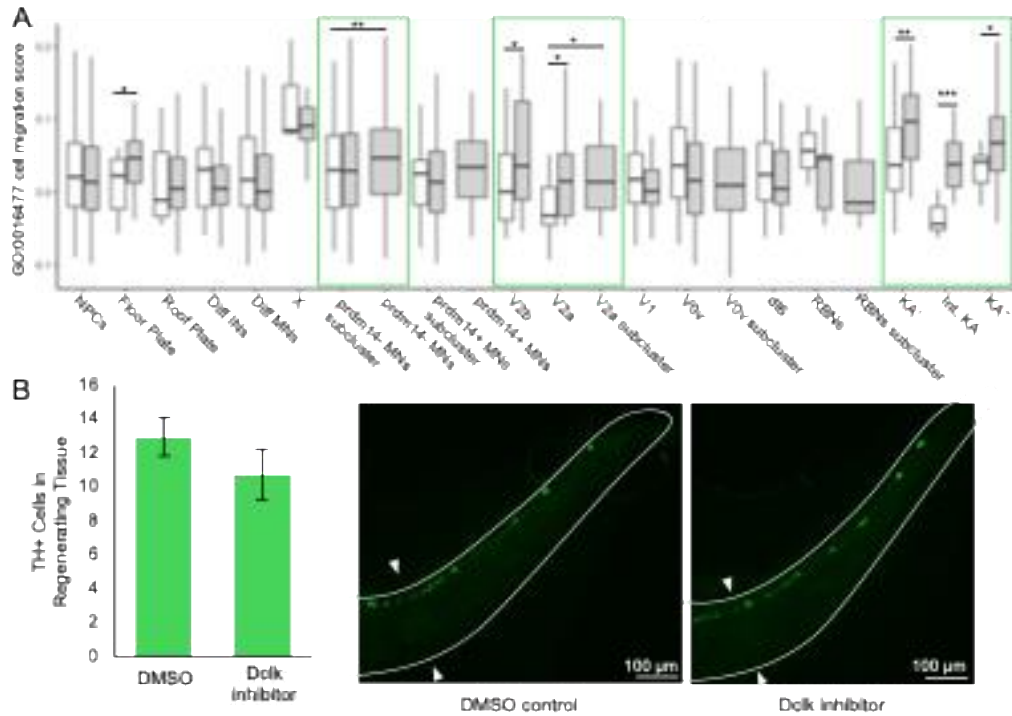 A
GO:0016477 cell migration score
** * * * ** *** *
NPCs
Floor Plate
Roof Plate
Diff INs
Diff MNs
X
prdm14- MNs
subcluster
prdm14- MNs
prdm14+ MNs
subcluster
prdm14+ MNs
V2b
V2a
V2a subcluster
V1
V0v
V0v subcluster
dI6
RBNs
RBNs subcluster
Int. KA
B
TH+ Cells in
Regenerating Tissue
16
14
12
10
8
6
4
2
0
DMSO
Dclk
inhibitor
100 µm
100 µm
DMSO control
Dclk inhibitor